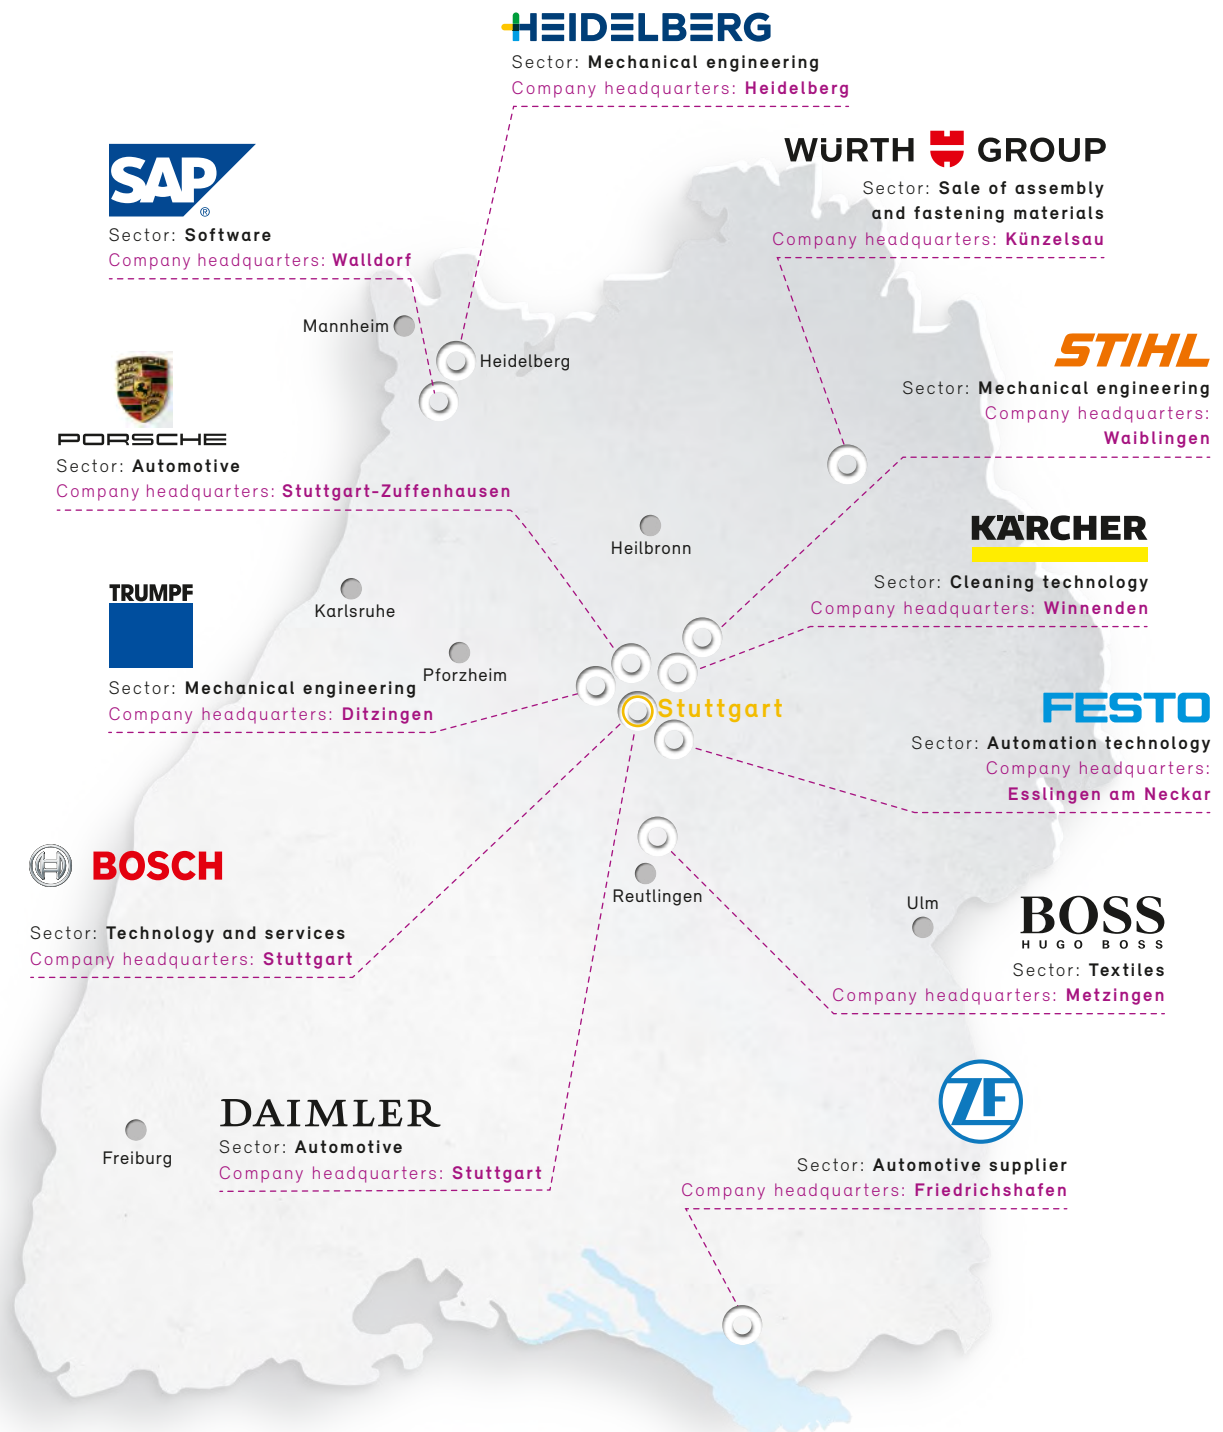 HEIDELBERG
Sector: Mechanical engineering
Company headquarters: Heidelberg
SAP
®
Sector: Software
Company headquarters: Walldorf
WÜRTH GROUP
Sector: Sale of assembly
and fastening materials
Company headquarters: Künzelsau
Mannheim
Heidelberg
STIHL
Sector: Mechanical engineering
Company headquarters:
Waiblingen
PORSCHE
PORSCHE
Sector: Automotive
Company headquarters: Stuttgart-Zuffenhausen
Heilbronn
KÄRCHER
Sector: Cleaning technology
Company headquarters: Winnenden
Karlsruhe
TRUMPF
Pforzheim
Sector: Mechanical engineering
Company headquarters: Ditzingen
Stuttgart
FESTO
Sector: Automation technology
Company headquarters:
Esslingen am Neckar
BOSCH
Sector: Technology and services
Company headquarters: Stuttgart
Reutlingen
Ulm
BOSS
HUGO BOSS
Sector: Textiles
Company headquarters: Metzingen
ZF
DAIMLER
Sector: Automotive
Company headquarters: Stuttgart
Freiburg
Sector: Automotive supplier
Company headquarters: Friedrichshafen